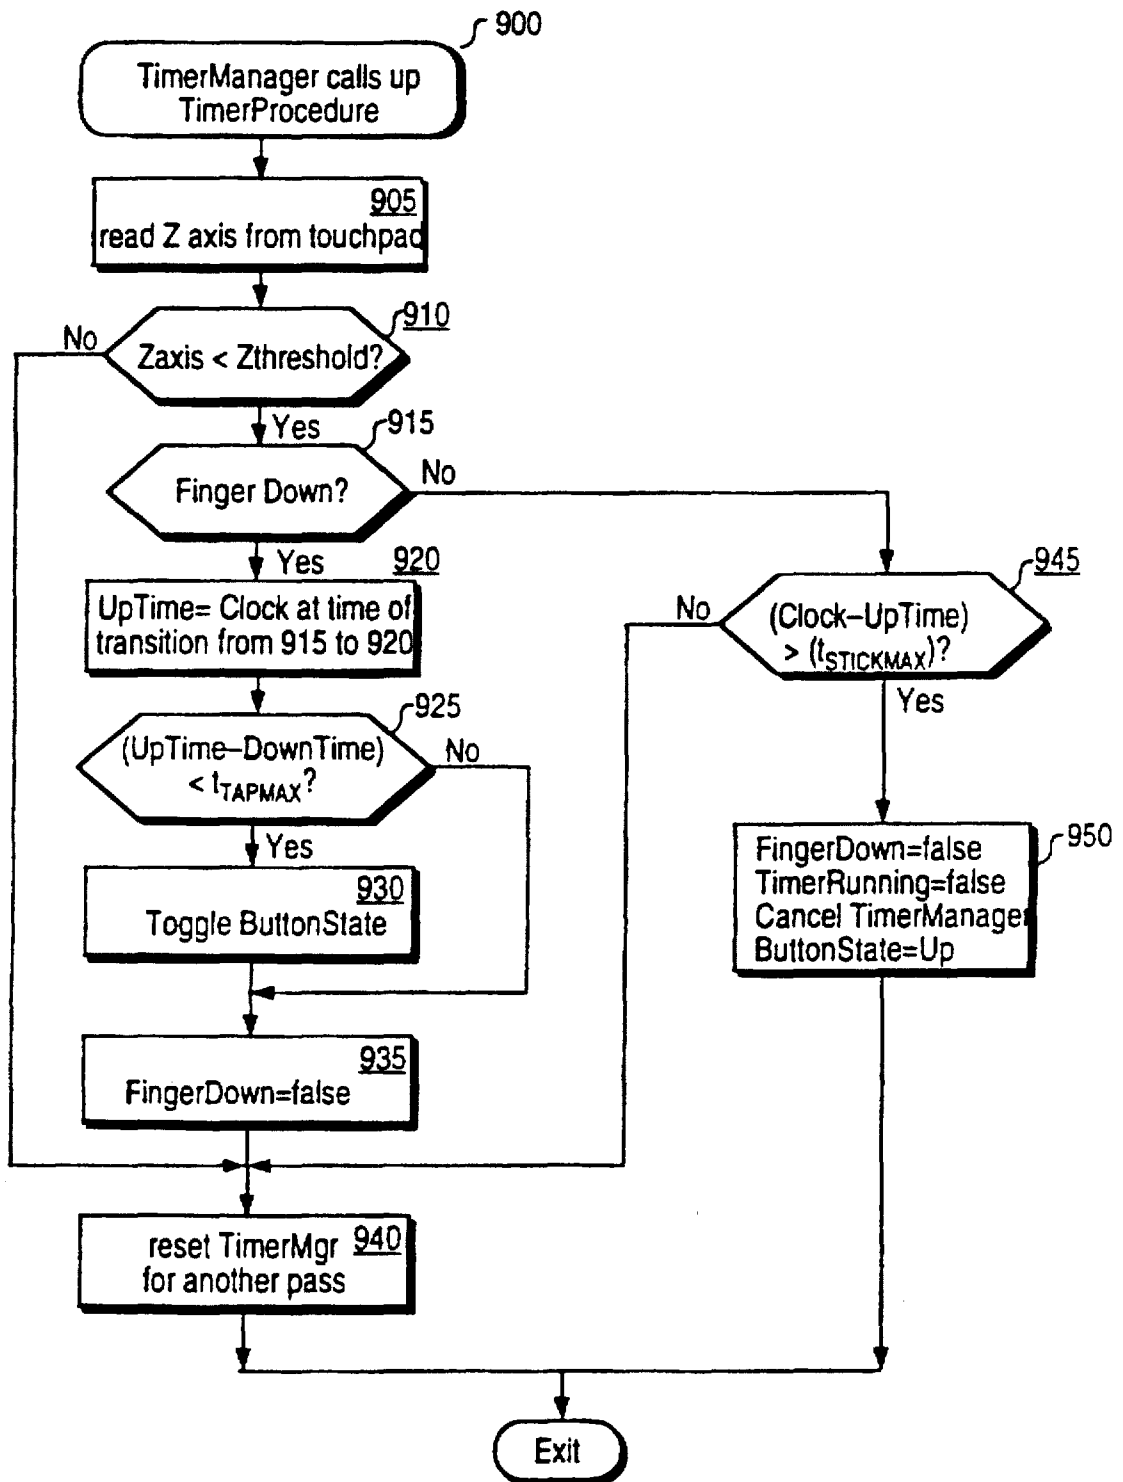 900
TimerManager calls up
TimerProcedure
905
read Z axis from touchpad
910
No
Zaxis < Zthreshold?
Yes
915
Finger Down?
No
Yes
920
UpTime= Clock at time of
transition from 915 to 920
945
No
(Clock–UpTime)
> (tSTICKMAX)?
Yes
925
(UpTime–DownTime)
< tTAPMAX?
No
Yes
930
Toggle ButtonState
950
FingerDown=false
TimerRunning=false
Cancel TimerManager
ButtonState=Up
935
FingerDown=false
reset TimerMgr 940
for another pass
Exit